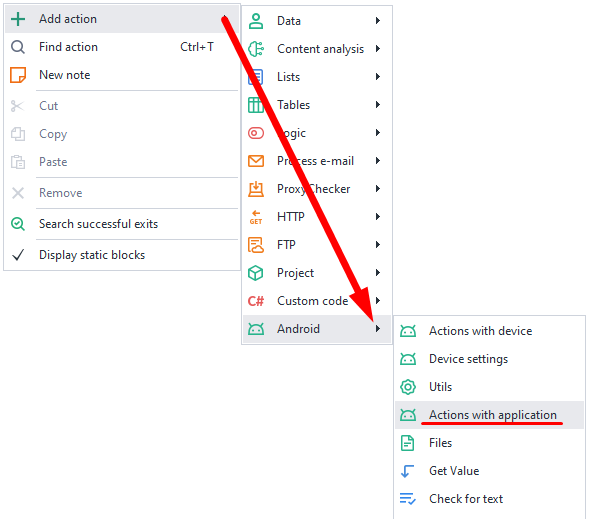 Add action
Find action Ctrl+T
New note
Cut
Copy
Paste
Remove
Search successful exits
Display static blocks
Data
Content analysis
Lists
Tables
Logic
Process e-mail
ProxyChecker
GET HTTP
FTP
Project
C# Custom code
Android
Actions with device
Device settings
Utils
Actions with application
Files
Get Value
Check for text